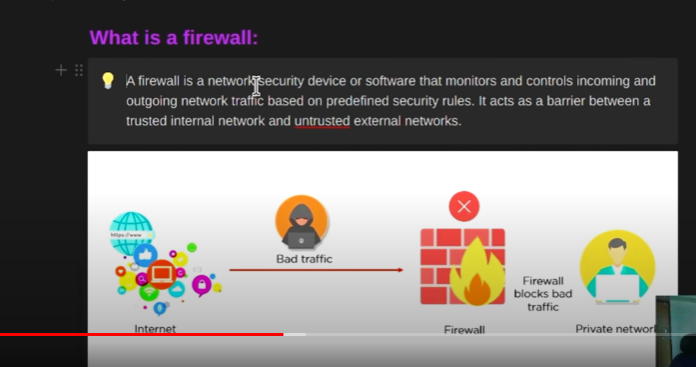 What is a firewall:
A firewall is a network security device or software that monitors and controls incoming and
outgoing network traffic based on predefined security rules. It acts as a barrier between a
trusted internal network and untrusted external networks.
https://www
Bad traffic
Firewall
blocks bad
traffic
Internet
Firewall
Private network